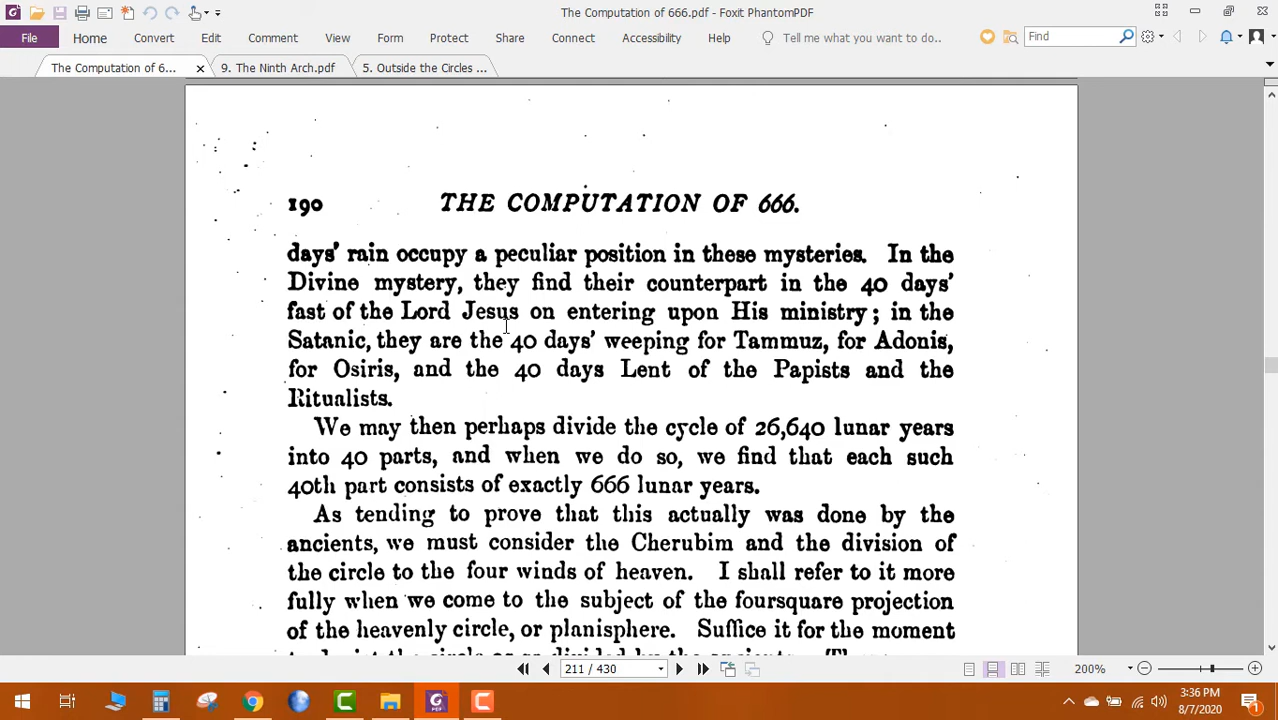 The Computation of 666.pdf - Foxit PhantomPDF
File Home Convert Edit Comment View Form Protect Share Connect Accessibility Help Tell me what you want to do.. Find
The Computation of 6... 9. The Ninth Arch.pdf 5. Outside the Circles ...
190 THE COMPUTATION OF 666.
days' rain occupy a peculiar position in these mysteries. In the
Divine mystery, they find their counterpart in the 40 days'
fast of the Lord Jesus on entering upon His ministry; in the
Satanic, they are the 40 days' weeping for Tammuz, for Adonis,
for Osiris, and the 40 days Lent of the Papists and the
Ritualists.
We may then perhaps divide the cycle of 26,640 lunar years
into 40 parts, and when we do so, we find that each such
40th part consists of exactly 666 lunar years.
As tending to prove that this actually was done by the
ancients, we must consider the Cherubim and the division of
the circle to the four winds of heaven. I shall refer to it more
fully when we come to the subject of the foursquare projection
of the heavenly circle, or planisphere. Suffice it for the moment
211 / 430 200%
3:36 PM
8/7/2020